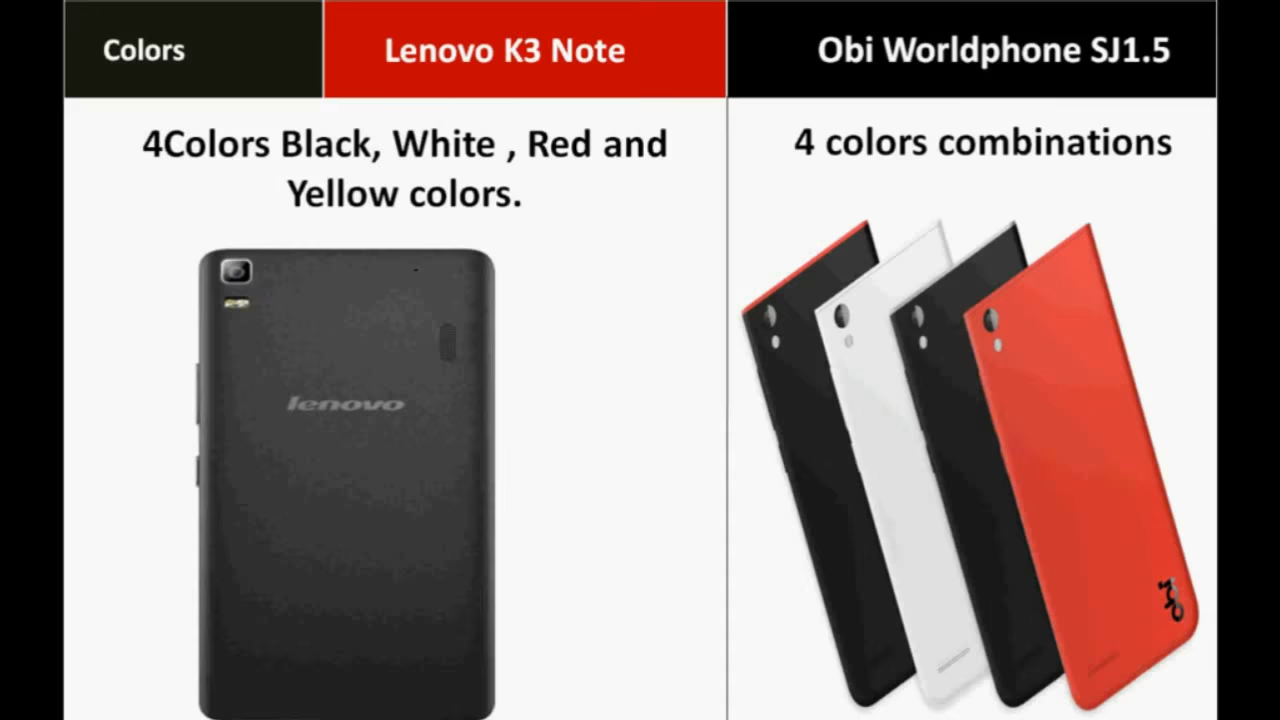 Colors
Lenovo K3 Note
Obi Worldphone SJ1.5
4Colors Black, White , Red and
Yellow colors.
4 colors combinations
lenovo